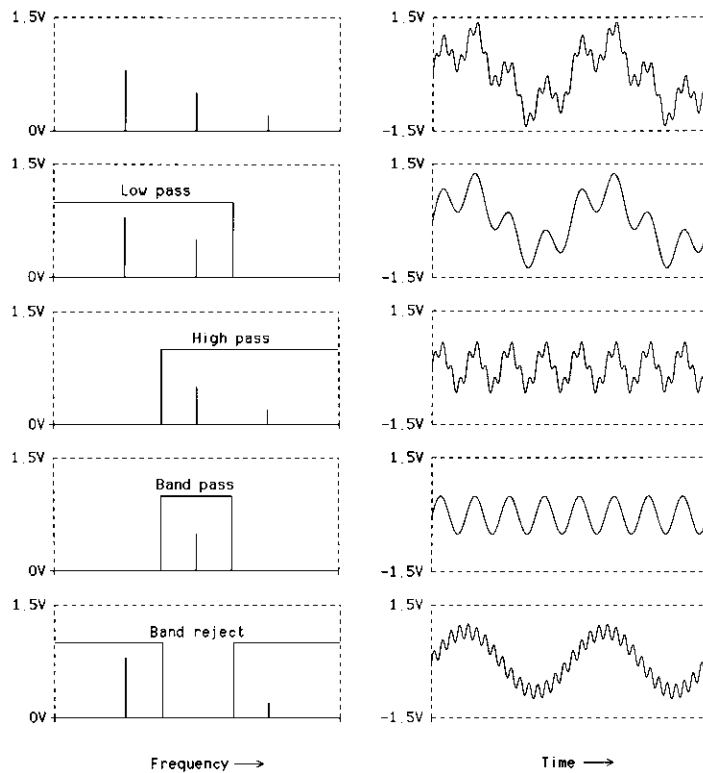 1.5V 1.5V
0V -1.5V
1.5V 1.5V
Low pass
0V -1.5V
1.5V 1.5V
High pass
0V -1.5V
1.5V 1.5V
Band pass
0V -1.5V
1.5V 1.5V
Band reject
0V -1.5V
Frequency → Time →